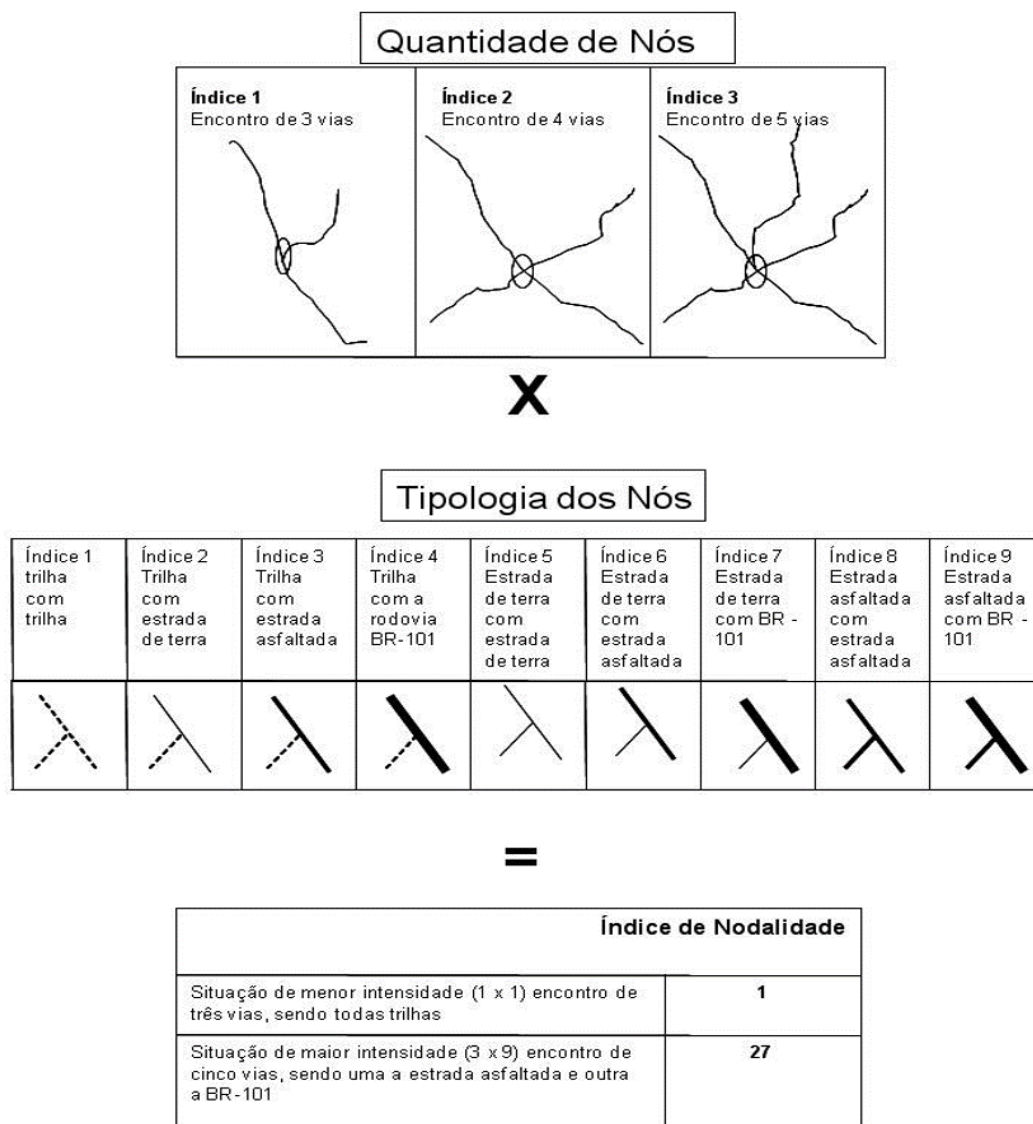 Quantidade de Nós
Índice 1
Encontro de 3 vias
Índice 2
Encontro de 4 vias
Índice 3
Encontro de 5 vias
X
Tipologia dos Nós
Índice 1
trilha
com
trilha
Índice 2
Trilha
com
estrada
de terra
Índice 3
Trilha
com
estrada
asfaltada
Índice 4
Trilha
com a
rodovia
BR-101
Índice 5
Estrada
de terra
com
estrada
de terra
Índice 6
Estrada
de terra
com
estrada
asfaltada
Índice 7
Estrada
de terra
com BR -
101
Índice 8
Estrada
asfaltada
com
estrada
asfaltada
Índice 9
Estrada
asfaltada
com BR -
101
=
Índice de Nodalidade
Situação de menor intensidade (1 x 1) encontro de
três vias, sendo todas trilhas
1
Situação de maior intensidade (3 x 9) encontro de
cinco vias, sendo uma a estrada asfaltada e outra
a BR-101
27